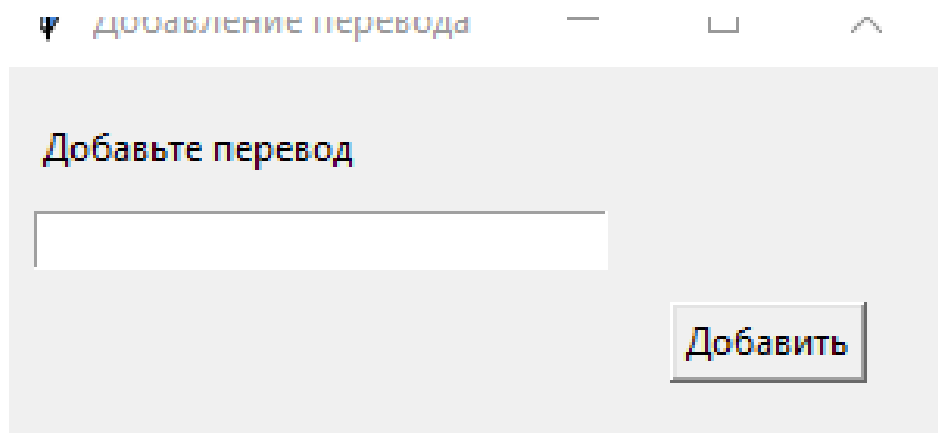 Добавление перевода
Добавьте перевод
Добавить